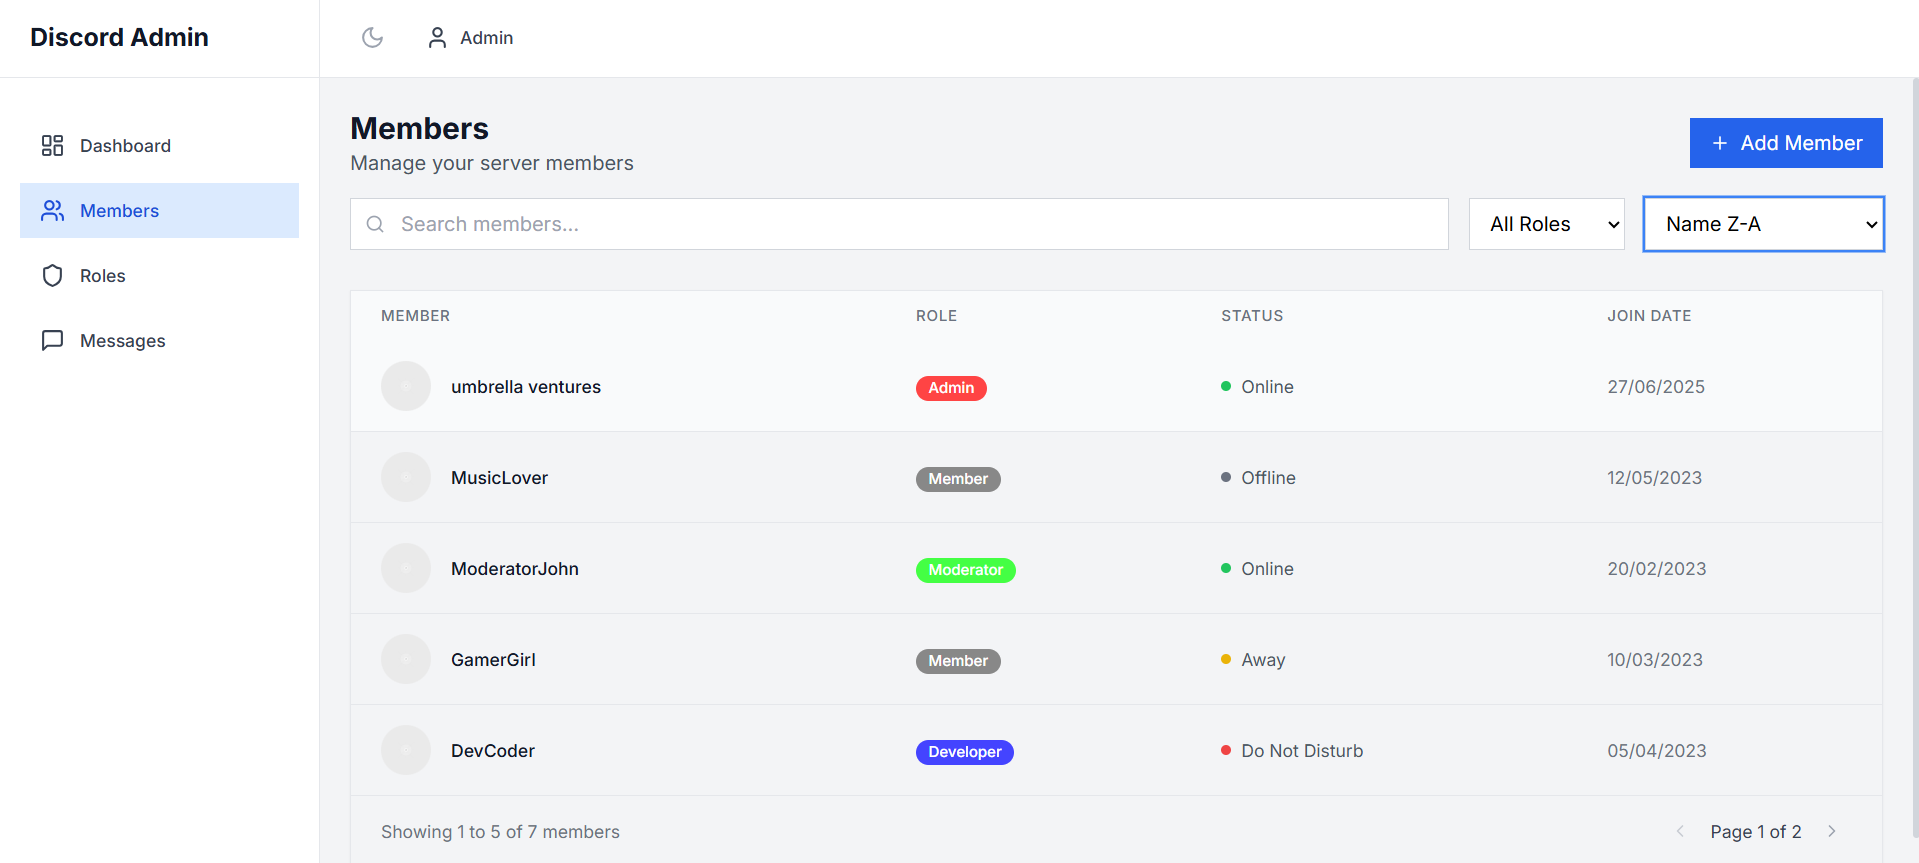 Discord Admin
Admin
Dashboard
Members
Roles
Messages
Members
Manage your server members
+ Add Member
Search members...
All Roles
Name Z-A
MEMBER ROLE STATUS JOIN DATE
umbrella ventures Admin Online 27/06/2025
MusicLover Member Offline 12/05/2023
ModeratorJohn Moderator Online 20/02/2023
GamerGirl Member Away 10/03/2023
DevCoder Developer Do Not Disturb 05/04/2023
Showing 1 to 5 of 7 members
Page 1 of 2